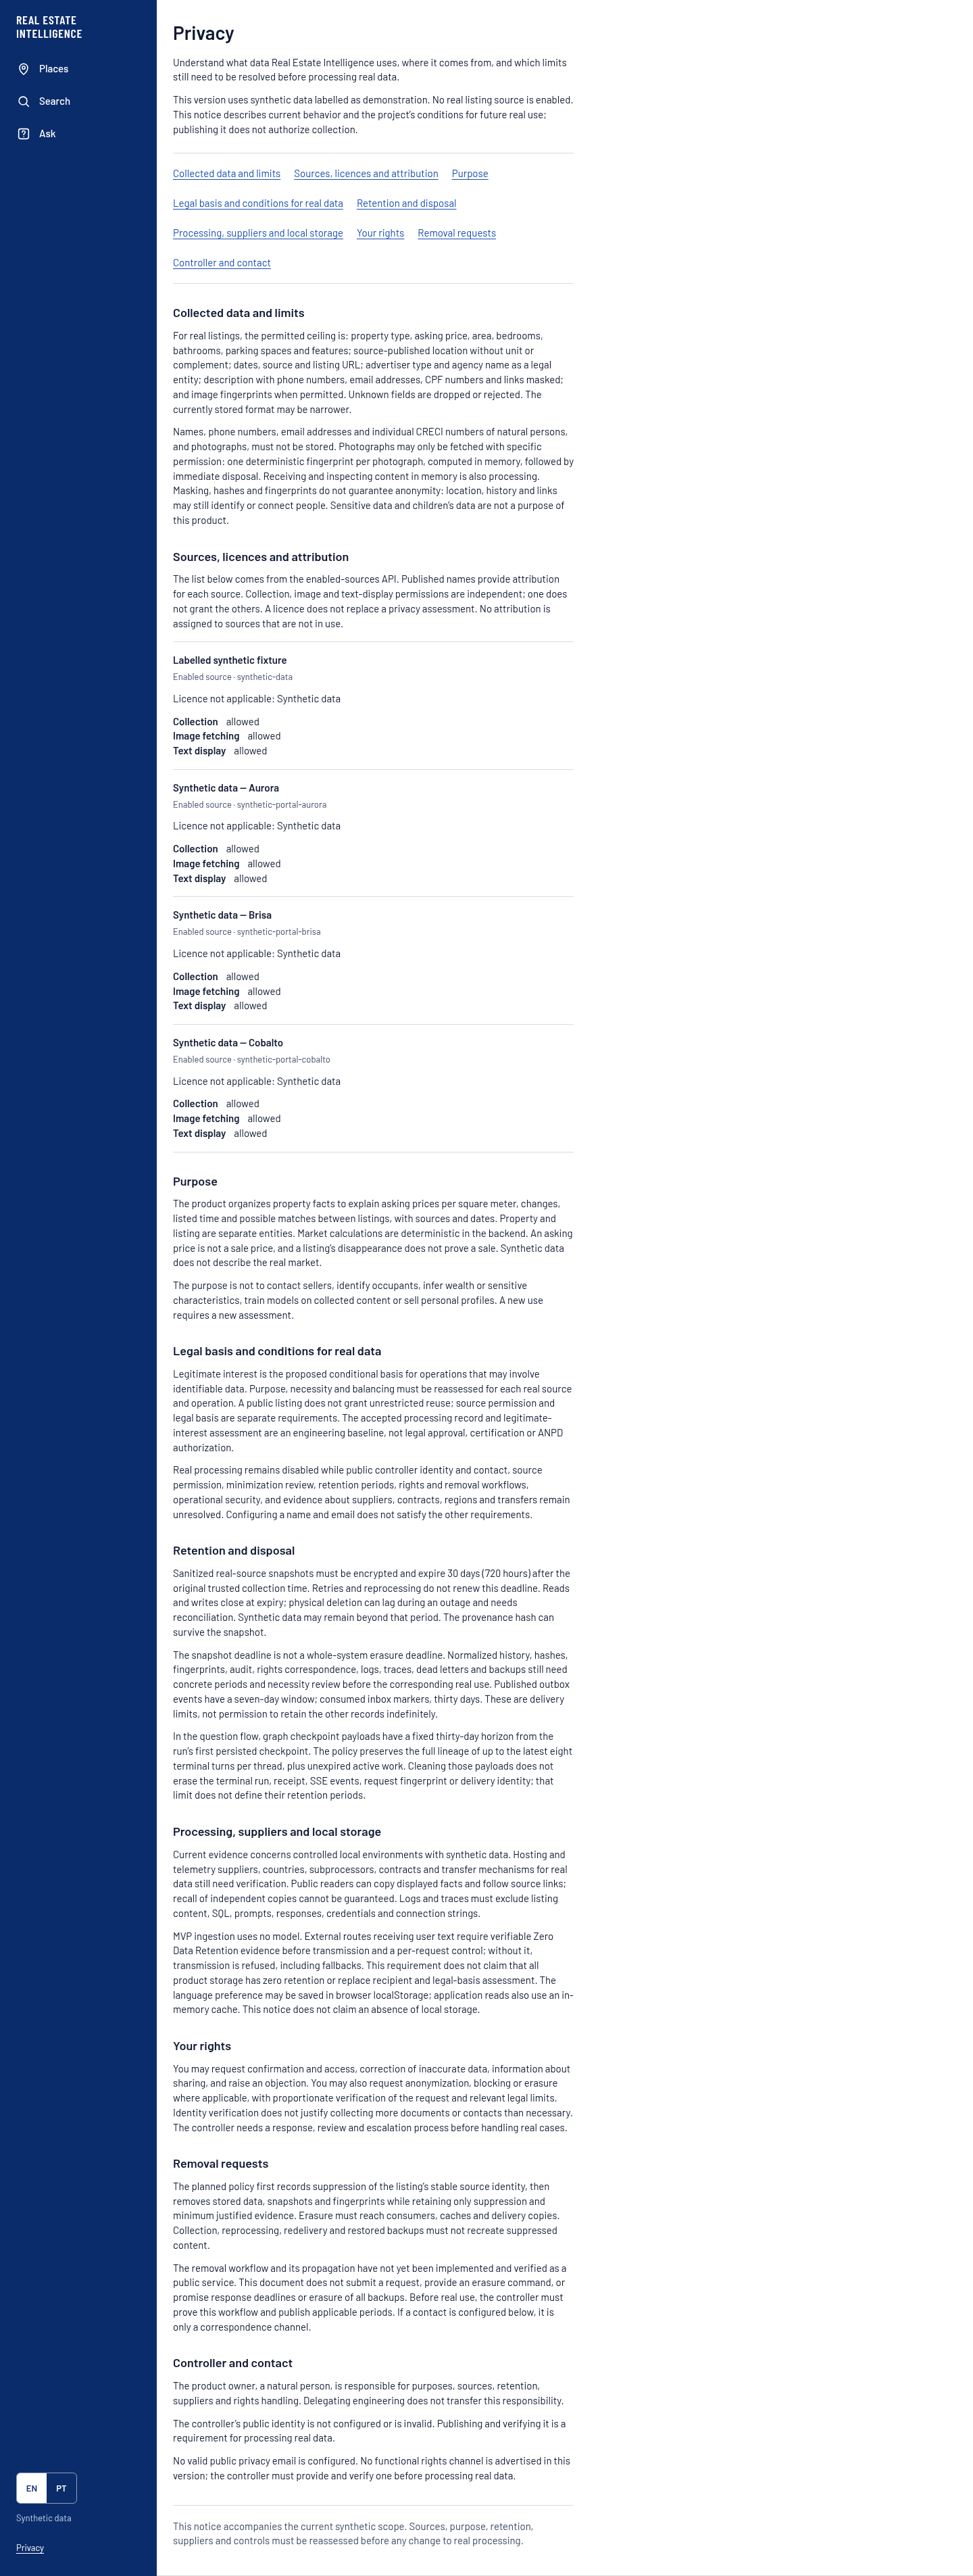 REAL ESTATE
INTELLIGENCE
Places
Search
Ask
EN
PT
Synthetic data
Privacy
Privacy
Understand what data Real Estate Intelligence uses, where it comes from, and which limits
still need to be resolved before processing real data.
This version uses synthetic data labelled as demonstration. No real listing source is enabled.
This notice describes current behavior and the project's conditions for future real use;
publishing it does not authorize collection.
Collected data and limits Sources, licences and attribution Purpose
Legal basis and conditions for real data Retention and disposal
Processing, suppliers and local storage Your rights Removal requests
Controller and contact
Collected data and limits
For real listings, the permitted ceiling is: property type, asking price, area, bedrooms,
bathrooms, parking spaces and features; source-published location without unit or
complement; dates, source and listing URL; advertiser type and agency name as a legal
entity; description with phone numbers, email addresses, CPF numbers and links masked;
and image fingerprints when permitted. Unknown fields are dropped or rejected. The
currently stored format may be narrower.
Names, phone numbers, email addresses and individual CRECI numbers of natural persons,
and photographs, must not be stored. Photographs may only be fetched with specific
permission: one deterministic fingerprint per photograph, computed in memory, followed by
immediate disposal. Receiving and inspecting content in memory is also processing.
Masking, hashes and fingerprints do not guarantee anonymity: location, history and links
may still identify or connect people. Sensitive data and children's data are not a purpose of
this product.
Sources, licences and attribution
The list below comes from the enabled-sources API. Published names provide attribution
for each source. Collection, image and text-display permissions are independent; one does
not grant the others. A licence does not replace a privacy assessment. No attribution is
assigned to sources that are not in use.
Labelled synthetic fixture
Enabled source · synthetic-data
Licence not applicable: Synthetic data
Collection allowed
Image fetching allowed
Text display allowed
Synthetic data — Aurora
Enabled source · synthetic-portal-aurora
Licence not applicable: Synthetic data
Collection allowed
Image fetching allowed
Text display allowed
Synthetic data — Brisa
Enabled source · synthetic-portal-brisa
Licence not applicable: Synthetic data
Collection allowed
Image fetching allowed
Text display allowed
Synthetic data — Cobalto
Enabled source · synthetic-portal-cobalto
Licence not applicable: Synthetic data
Collection allowed
Image fetching allowed
Text display allowed
Purpose
The product organizes property facts to explain asking prices per square meter, changes,
listed time and possible matches between listings, with sources and dates. Property and
listing are separate entities. Market calculations are deterministic in the backend. An asking
price is not a sale price, and a listing's disappearance does not prove a sale. Synthetic data
does not describe the real market.
The purpose is not to contact sellers, identify occupants, infer wealth or sensitive
characteristics, train models on collected content or sell personal profiles. A new use
requires a new assessment.
Legal basis and conditions for real data
Legitimate interest is the proposed conditional basis for operations that may involve
identifiable data. Purpose, necessity and balancing must be reassessed for each real source
and operation. A public listing does not grant unrestricted reuse; source permission and
legal basis are separate requirements. The accepted processing record and legitimate-
interest assessment are an engineering baseline, not legal approval, certification or ANPD
authorization.
Real processing remains disabled while public controller identity and contact, source
permission, minimization review, retention periods, rights and removal workflows,
operational security, and evidence about suppliers, contracts, regions and transfers remain
unresolved. Configuring a name and email does not satisfy the other requirements.
Retention and disposal
Sanitized real-source snapshots must be encrypted and expire 30 days (720 hours) after the
original trusted collection time. Retries and reprocessing do not renew this deadline. Reads
and writes close at expiry; physical deletion can lag during an outage and needs
reconciliation. Synthetic data may remain beyond that period. The provenance hash can
survive the snapshot.
The snapshot deadline is not a whole-system erasure deadline. Normalized history, hashes,
fingerprints, audit, rights correspondence, logs, traces, dead letters and backups still need
concrete periods and necessity review before the corresponding real use. Published outbox
events have a seven-day window; consumed inbox markers, thirty days. These are delivery
limits, not permission to retain the other records indefinitely.
In the question flow, graph checkpoint payloads have a fixed thirty-day horizon from the
run's first persisted checkpoint. The policy preserves the full lineage of up to the latest eight
terminal turns per thread, plus unexpired active work. Cleaning those payloads does not
erase the terminal run, receipt, SSE events, request fingerprint or delivery identity; that
limit does not define their retention periods.
Processing, suppliers and local storage
Current evidence concerns controlled local environments with synthetic data. Hosting and
telemetry suppliers, countries, subprocessors, contracts and transfer mechanisms for real
data still need verification. Public readers can copy displayed facts and follow source links;
recall of independent copies cannot be guaranteed. Logs and traces must exclude listing
content, SQL, prompts, responses, credentials and connection strings.
MVP ingestion uses no model. External routes receiving user text require verifiable Zero
Data Retention evidence before transmission and a per-request control; without it,
transmission is refused, including fallbacks. This requirement does not claim that all
product storage has zero retention or replace recipient and legal-basis assessment. The
language preference may be saved in browser localStorage; application reads also use an in-
memory cache. This notice does not claim an absence of local storage.
Your rights
You may request confirmation and access, correction of inaccurate data, information about
sharing, and raise an objection. You may also request anonymization, blocking or erasure
where applicable, with proportionate verification of the request and relevant legal limits.
Identity verification does not justify collecting more documents or contacts than necessary.
The controller needs a response, review and escalation process before handling real cases.
Removal requests
The planned policy first records suppression of the listing's stable source identity, then
removes stored data, snapshots and fingerprints while retaining only suppression and
minimum justified evidence. Erasure must reach consumers, caches and delivery copies.
Collection, reprocessing, redelivery and restored backups must not recreate suppressed
content.
The removal workflow and its propagation have not yet been implemented and verified as a
public service. This document does not submit a request, provide an erasure command, or
promise response deadlines or erasure of all backups. Before real use, the controller must
prove this workflow and publish applicable periods. If a contact is configured below, it is
only a correspondence channel.
Controller and contact
The product owner, a natural person, is responsible for purposes, sources, retention,
suppliers and rights handling. Delegating engineering does not transfer this responsibility.
The controller's public identity is not configured or is invalid. Publishing and verifying it is a
requirement for processing real data.
No valid public privacy email is configured. No functional rights channel is advertised in this
version; the controller must provide and verify one before processing real data.
This notice accompanies the current synthetic scope. Sources, purpose, retention,
suppliers and controls must be reassessed before any change to real processing.